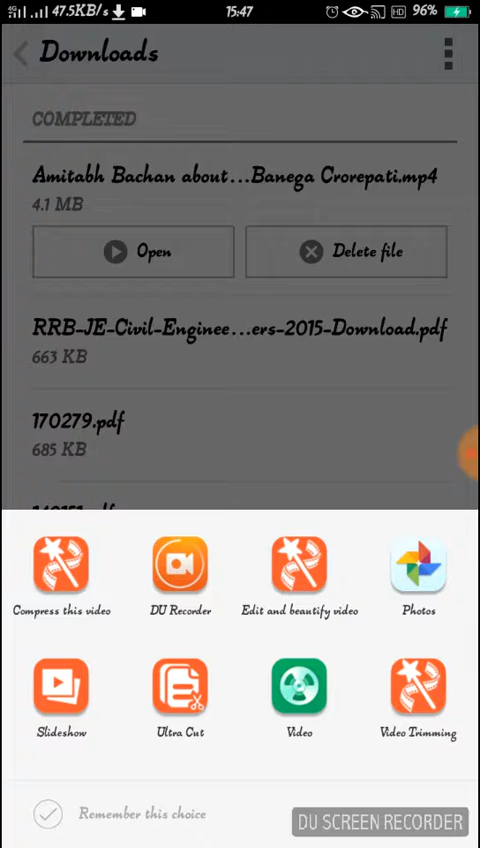 4G 47.5KB/s 15:47 HD 96%
Downloads
COMPLETED
Amitabh Bachan about...Banega Crorepati.mp4
4.1 MB
Open Delete file
RRB-JE-Civil-Enginee...ers-2015-Download.pdf
663 KB
170279.pdf
685 KB
Compress this video DU Recorder Edit and beautify video Photos
Slideshow Ultra Cut Video Video Trimming
Remember this choice
DU SCREEN RECORDER